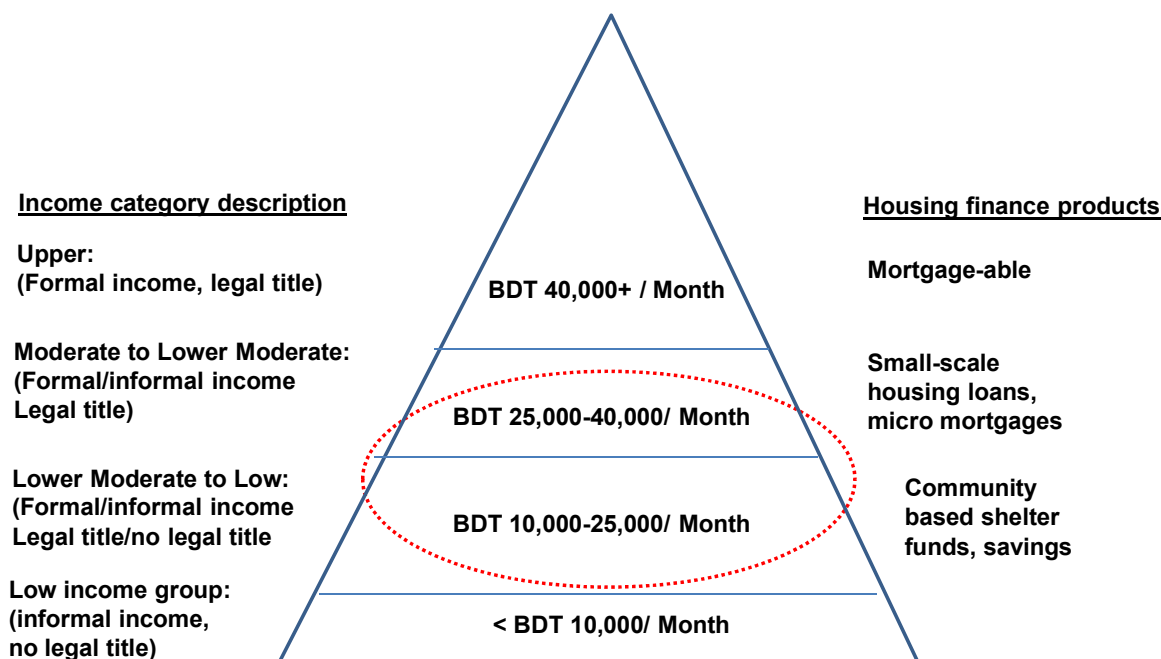 Income category description
Housing finance products
Upper:
(Formal income, legal title)
BDT 40,000+ / Month
Mortgage-able
Moderate to Lower Moderate:
(Formal/informal income
Legal title)
BDT 25,000-40,000/ Month
Small-scale
housing loans,
micro mortgages
Lower Moderate to Low:
(Formal/informal income
Legal title/no legal title
BDT 10,000-25,000/ Month
Community
based shelter
funds, savings
Low income group:
(informal income,
no legal title)
< BDT 10,000/ Month